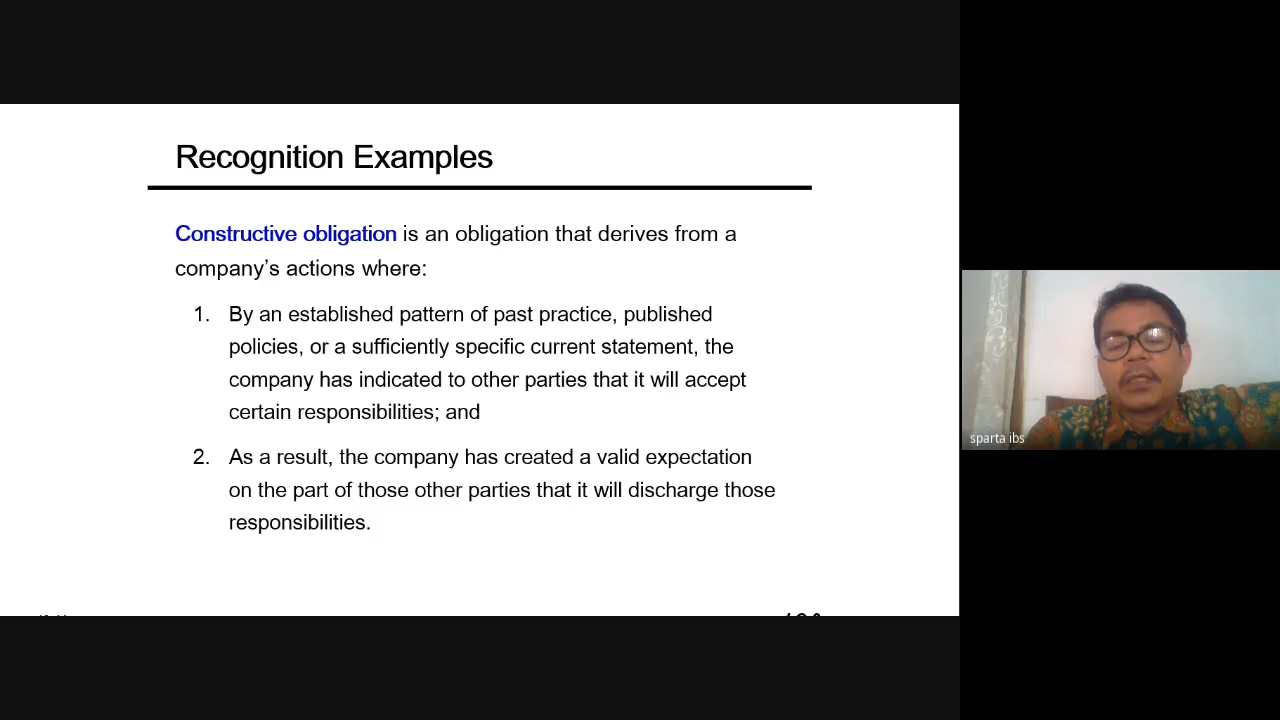 Recognition Examples
Constructive obligation is an obligation that derives from a
company’s actions where:
1. By an established pattern of past practice, published
policies, or a sufficiently specific current statement, the
company has indicated to other parties that it will accept
certain responsibilities; and
2. As a result, the company has created a valid expectation
on the part of those other parties that it will discharge those
responsibilities.
sparta ibs